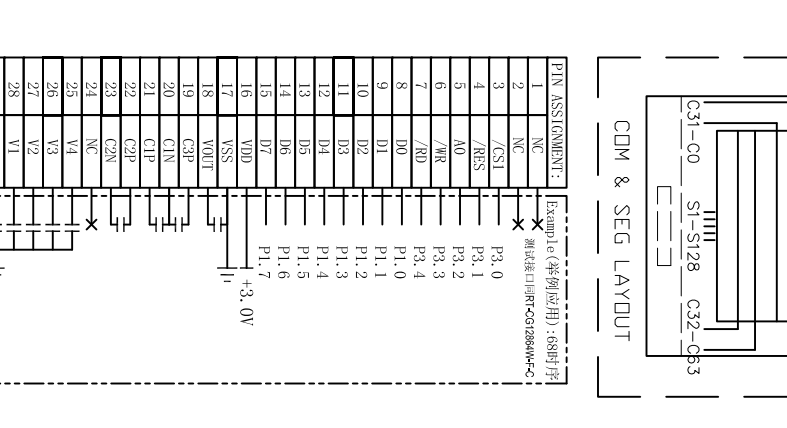 PIN ASSIGNMENT:
1 NC
2 NC
3 /CS1
4 /RES
5 A0
6 /WR
7 /RD
8 D0
9 D1
10 D2
11 D3
12 D4
13 D5
14 D6
15 D7
16 VDD
17 VSS
18 VOUT
19 C3P
20 C1N
21 C1P
22 C2P
23 C2N
24 NC
25 V4
26 V3
27 V2
28 V1
Example(举例应用):68时序
测试接口同RT-CG12864W-F-C
P3.0
P3.1
P3.2
P3.3
P3.4
P1.0
P1.1
P1.2
P1.3
P1.4
P1.5
P1.6
P1.7
+3.0V
C31-C0
S1-S128
C32-C63
COM & SEG LAYOUT